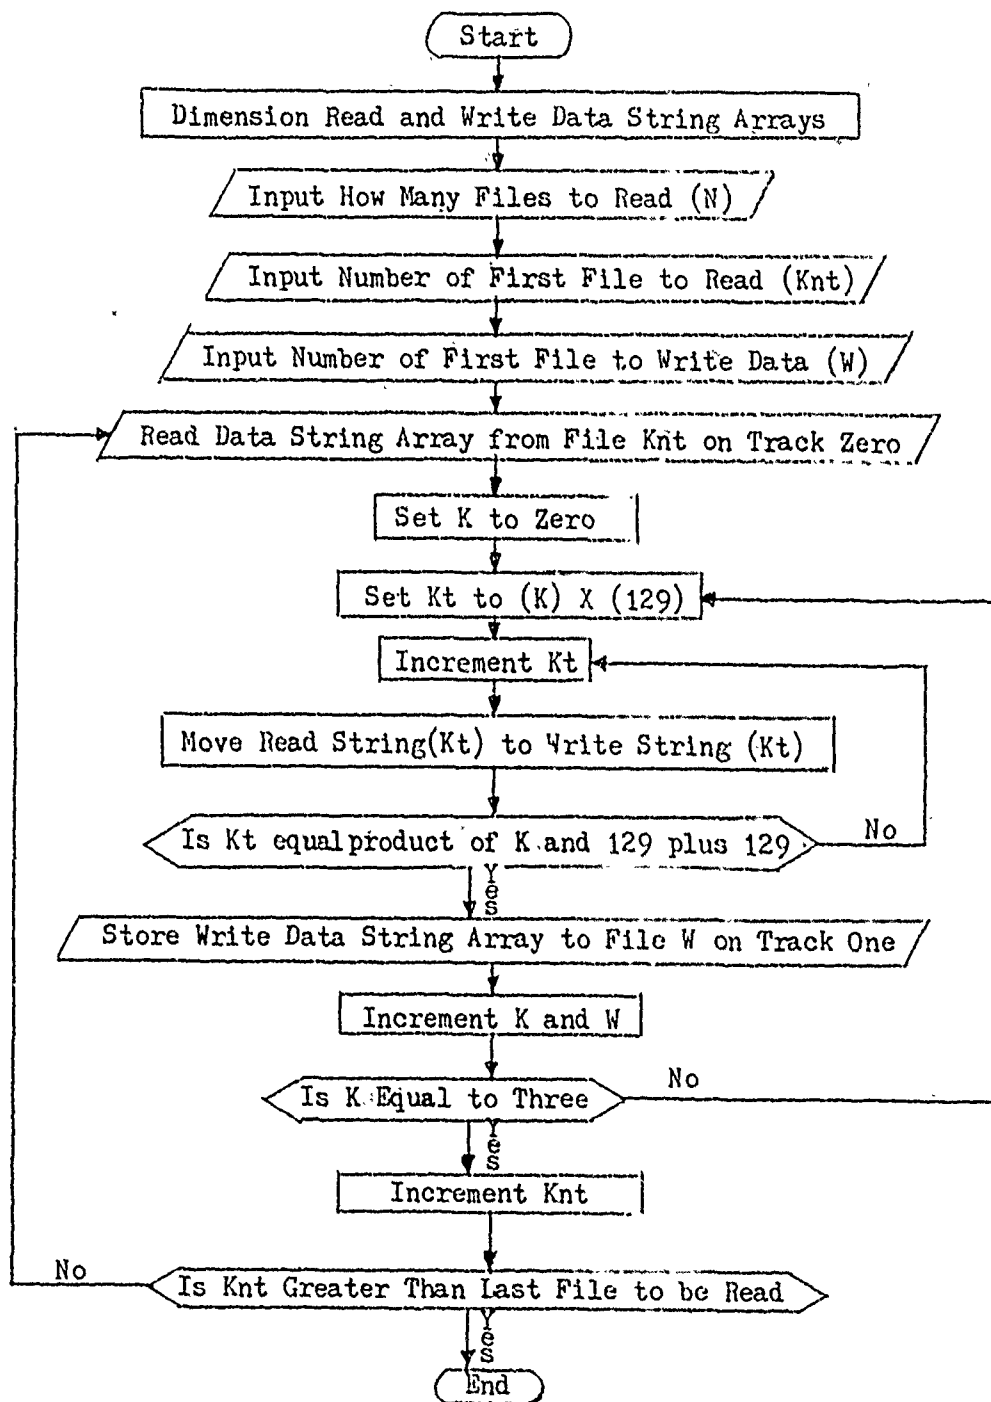 Start
Dimension Read and Write Data String Arrays
Input How Many Files to Read (N)
Input Number of First File to Read (Knt)
Input Number of First File to Write Data (W)
Read Data String Array from File Knt on Track Zero
Set K to Zero
Set Kt to (K) X (129)
Increment Kt
Move Read String(Kt) to Write String (Kt)
Is Kt equal product of K and 129 plus 129
No
Yes
Store Write Data String Array to File W on Track One
Increment K and W
Is K Equal to Three
No
Yes
Increment Knt
Is Knt Greater Than Last File to be Read
No
Yes
End